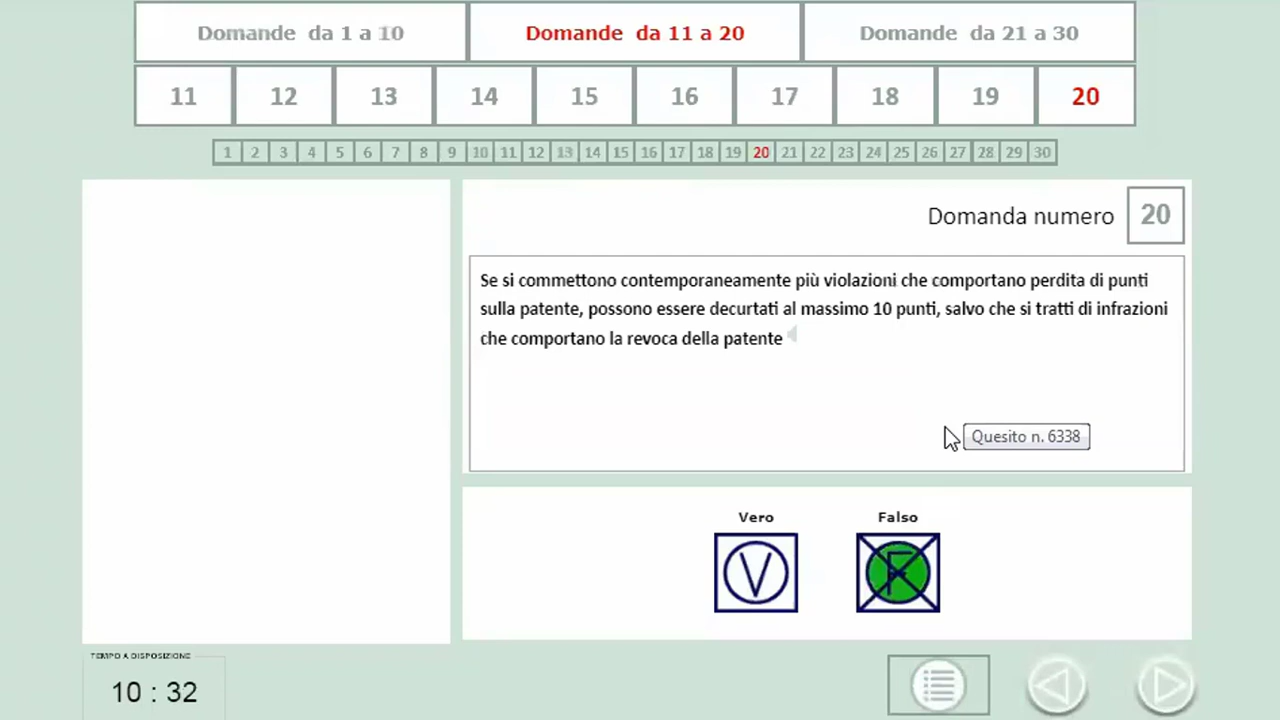 Domande da 1 a 10
Domande da 11 a 20
Domande da 21 a 30
11 12 13 14 15 16 17 18 19 20
1 2 3 4 5 6 7 8 9 10 11 12 13 14 15 16 17 18 19 20 21 22 23 24 25 26 27 28 29 30
Domanda numero 20
Se si commettono contemporaneamente più violazioni che comportano perdita di punti
sulla patente, possono essere decurtati al massimo 10 punti, salvo che si tratti di infrazioni
che comportano la revoca della patente
Quesito n. 6338
Vero Falso
V F
TEMPO A DISPOSIZIONE
10 : 32